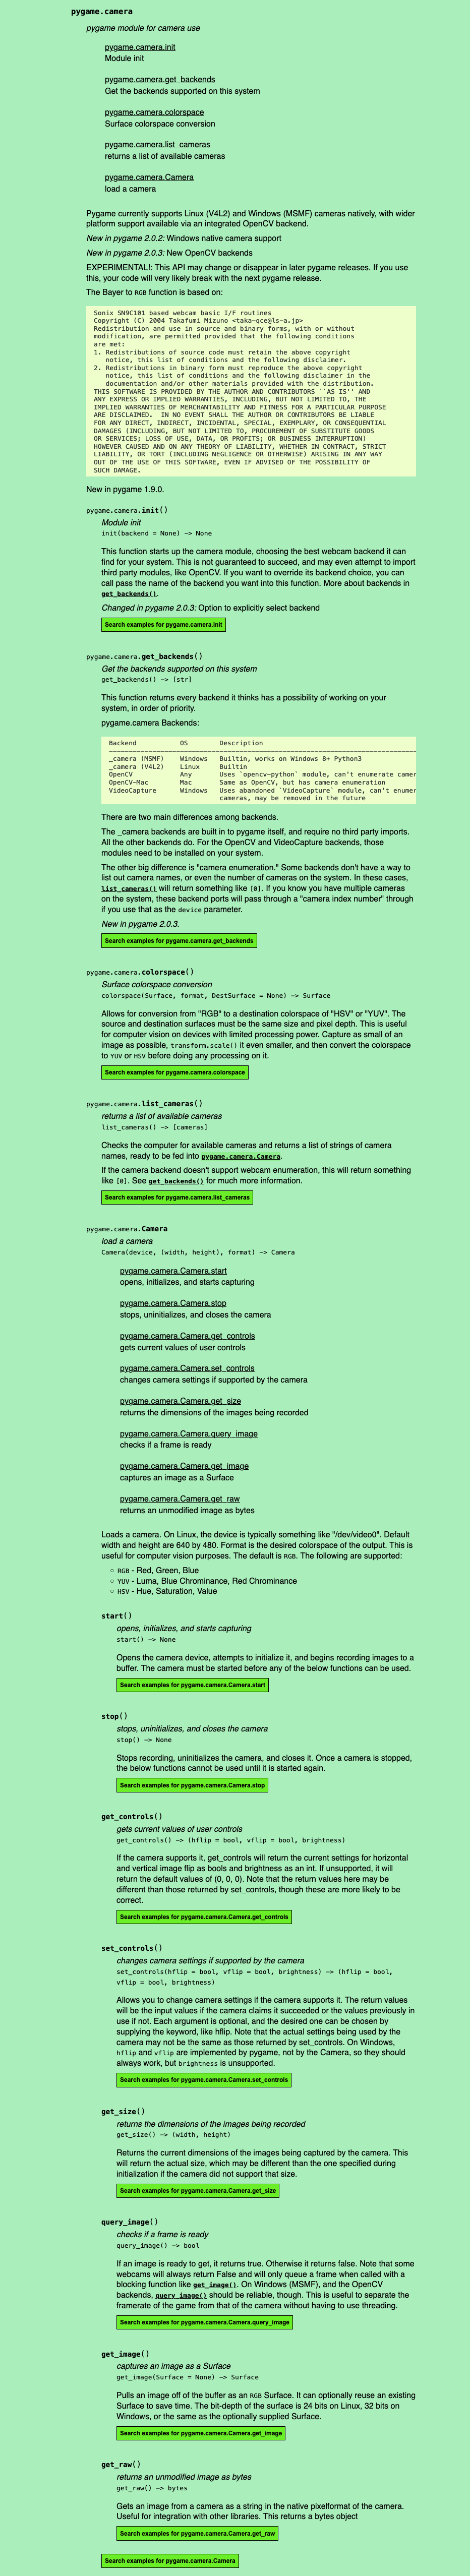 pygame.camera
pygame module for camera use
pygame.camera.init
Module init
pygame.camera.get_backends
Get the backends supported on this system
pygame.camera.colorspace
Surface colorspace conversion
pygame.camera.list_cameras
returns a list of available cameras
pygame.camera.Camera
load a camera
Pygame currently supports Linux (V4L2) and Windows (MSMF) cameras natively, with wider
platform support available via an integrated OpenCV backend.
New in pygame 2.0.2: Windows native camera support
New in pygame 2.0.3: New OpenCV backends
EXPERIMENTAL!: This API may change or disappear in later pygame releases. If you use
this, your code will very likely break with the next pygame release.
The Bayer to RGB function is based on:
Sonix SN9C101 based webcam basic I/F routines
Copyright (C) 2004 Takafumi Mizuno <taka-qce@ls-a.jp>
Redistribution and use in source and binary forms, with or without
modification, are permitted provided that the following conditions
are met:
1. Redistributions of source code must retain the above copyright
notice, this list of conditions and the following disclaimer.
2. Redistributions in binary form must reproduce the above copyright
notice, this list of conditions and the following disclaimer in the
documentation and/or other materials provided with the distribution.
THIS SOFTWARE IS PROVIDED BY THE AUTHOR AND CONTRIBUTORS ``AS IS'' AND
ANY EXPRESS OR IMPLIED WARRANTIES, INCLUDING, BUT NOT LIMITED TO, THE
IMPLIED WARRANTIES OF MERCHANTABILITY AND FITNESS FOR A PARTICULAR PURPOSE
ARE DISCLAIMED.  IN NO EVENT SHALL THE AUTHOR OR CONTRIBUTORS BE LIABLE
FOR ANY DIRECT, INDIRECT, INCIDENTAL, SPECIAL, EXEMPLARY, OR CONSEQUENTIAL
DAMAGES (INCLUDING, BUT NOT LIMITED TO, PROCUREMENT OF SUBSTITUTE GOODS
OR SERVICES; LOSS OF USE, DATA, OR PROFITS; OR BUSINESS INTERRUPTION)
HOWEVER CAUSED AND ON ANY THEORY OF LIABILITY, WHETHER IN CONTRACT, STRICT
LIABILITY, OR TORT (INCLUDING NEGLIGENCE OR OTHERWISE) ARISING IN ANY WAY
OUT OF THE USE OF THIS SOFTWARE, EVEN IF ADVISED OF THE POSSIBILITY OF
SUCH DAMAGE.
New in pygame 1.9.0.
pygame.camera.init()
Module init
init(backend = None) -> None
This function starts up the camera module, choosing the best webcam backend it can
find for your system. This is not guaranteed to succeed, and may even attempt to import
third party modules, like OpenCV. If you want to override its backend choice, you can
call pass the name of the backend you want into this function. More about backends in
get_backends().
Changed in pygame 2.0.3: Option to explicitly select backend
Search examples for pygame.camera.init
pygame.camera.get_backends()
Get the backends supported on this system
get_backends() -> [str]
This function returns every backend it thinks has a possibility of working on your
system, in order of priority.
pygame.camera Backends:
Backend OS Description
_camera (MSMF) Windows Builtin, works on Windows 8+ Python3
_camera (V4L2) Linux Builtin
OpenCV Any Uses `opencv-python` module, can't enumerate camer
OpenCV-Mac Mac Same as OpenCV, but has camera enumeration
VideoCapture Windows Uses abandoned `VideoCapture` module, can't enumer
cameras, may be removed in the future
There are two main differences among backends.
The _camera backends are built in to pygame itself, and require no third party imports.
All the other backends do. For the OpenCV and VideoCapture backends, those
modules need to be installed on your system.
The other big difference is "camera enumeration." Some backends don't have a way to
list out camera names, or even the number of cameras on the system. In these cases,
list_cameras() will return something like [0]. If you know you have multiple cameras
on the system, these backend ports will pass through a "camera index number" through
if you use that as the device parameter.
New in pygame 2.0.3.
Search examples for pygame.camera.get_backends
pygame.camera.colorspace()
Surface colorspace conversion
colorspace(Surface, format, DestSurface = None) -> Surface
Allows for conversion from "RGB" to a destination colorspace of "HSV" or "YUV". The
source and destination surfaces must be the same size and pixel depth. This is useful
for computer vision on devices with limited processing power. Capture as small of an
image as possible, transform.scale() it even smaller, and then convert the colorspace
to YUV or HSV before doing any processing on it.
Search examples for pygame.camera.colorspace
pygame.camera.list_cameras()
returns a list of available cameras
list_cameras() -> [cameras]
Checks the computer for available cameras and returns a list of strings of camera
names, ready to be fed into pygame.camera.Camera.
If the camera backend doesn't support webcam enumeration, this will return something
like [0]. See get_backends() for much more information.
Search examples for pygame.camera.list_cameras
pygame.camera.Camera
load a camera
Camera(device, (width, height), format) -> Camera
pygame.camera.Camera.start
opens, initializes, and starts capturing
pygame.camera.Camera.stop
stops, uninitializes, and closes the camera
pygame.camera.Camera.get_controls
gets current values of user controls
pygame.camera.Camera.set_controls
changes camera settings if supported by the camera
pygame.camera.Camera.get_size
returns the dimensions of the images being recorded
pygame.camera.Camera.query_image
checks if a frame is ready
pygame.camera.Camera.get_image
captures an image as a Surface
pygame.camera.Camera.get_raw
returns an unmodified image as bytes
Loads a camera. On Linux, the device is typically something like "/dev/video0". Default
width and height are 640 by 480. Format is the desired colorspace of the output. This is
useful for computer vision purposes. The default is RGB. The following are supported:
RGB - Red, Green, Blue
YUV - Luma, Blue Chrominance, Red Chrominance
HSV - Hue, Saturation, Value
start()
opens, initializes, and starts capturing
start() -> None
Opens the camera device, attempts to initialize it, and begins recording images to a
buffer. The camera must be started before any of the below functions can be used.
Search examples for pygame.camera.Camera.start
stop()
stops, uninitializes, and closes the camera
stop() -> None
Stops recording, uninitializes the camera, and closes it. Once a camera is stopped,
the below functions cannot be used until it is started again.
Search examples for pygame.camera.Camera.stop
get_controls()
gets current values of user controls
get_controls() -> (hflip = bool, vflip = bool, brightness)
If the camera supports it, get_controls will return the current settings for horizontal
and vertical image flip as bools and brightness as an int. If unsupported, it will
return the default values of (0, 0, 0). Note that the return values here may be
different than those returned by set_controls, though these are more likely to be
correct.
Search examples for pygame.camera.Camera.get_controls
set_controls()
changes camera settings if supported by the camera
set_controls(hflip = bool, vflip = bool, brightness) -> (hflip = bool,
vflip = bool, brightness)
Allows you to change camera settings if the camera supports it. The return values
will be the input values if the camera claims it succeeded or the values previously in
use if not. Each argument is optional, and the desired one can be chosen by
supplying the keyword, like hflip. Note that the actual settings being used by the
camera may not be the same as those returned by set_controls. On Windows,
hflip and vflip are implemented by pygame, not by the Camera, so they should
always work, but brightness is unsupported.
Search examples for pygame.camera.Camera.set_controls
get_size()
returns the dimensions of the images being recorded
get_size() -> (width, height)
Returns the current dimensions of the images being captured by the camera. This
will return the actual size, which may be different than the one specified during
initialization if the camera did not support that size.
Search examples for pygame.camera.Camera.get_size
query_image()
checks if a frame is ready
query_image() -> bool
If an image is ready to get, it returns true. Otherwise it returns false. Note that some
webcams will always return False and will only queue a frame when called with a
blocking function like get_image(). On Windows (MSMF), and the OpenCV
backends, query_image() should be reliable, though. This is useful to separate the
framerate of the game from that of the camera without having to use threading.
Search examples for pygame.camera.Camera.query_image
get_image()
captures an image as a Surface
get_image(Surface = None) -> Surface
Pulls an image off of the buffer as an RGB Surface. It can optionally reuse an existing
Surface to save time. The bit-depth of the surface is 24 bits on Linux, 32 bits on
Windows, or the same as the optionally supplied Surface.
Search examples for pygame.camera.Camera.get_image
get_raw()
returns an unmodified image as bytes
get_raw() -> bytes
Gets an image from a camera as a string in the native pixelformat of the camera.
Useful for integration with other libraries. This returns a bytes object
Search examples for pygame.camera.Camera.get_raw
Search examples for pygame.camera.Camera